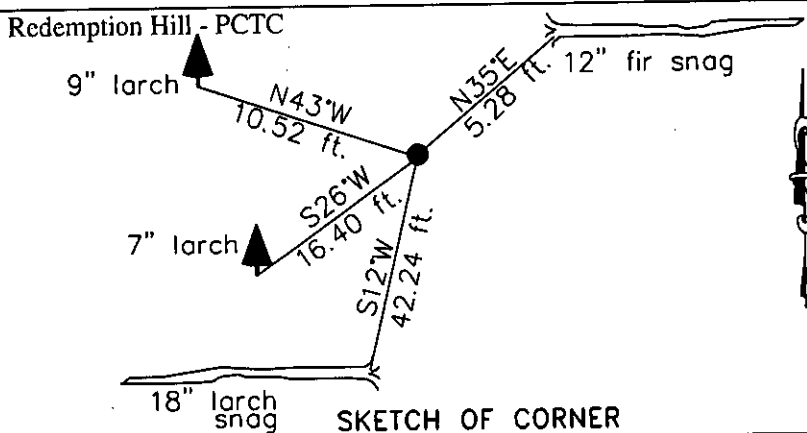 Redemption Hill - PCTC
9" larch
N43°W
10.52 ft.
N35°E
5.28 ft.
12" fir snag
7" larch
S26°W
16.40 ft.
S12°W
42.24 ft.
18" larch
snag
SKETCH OF CORNER